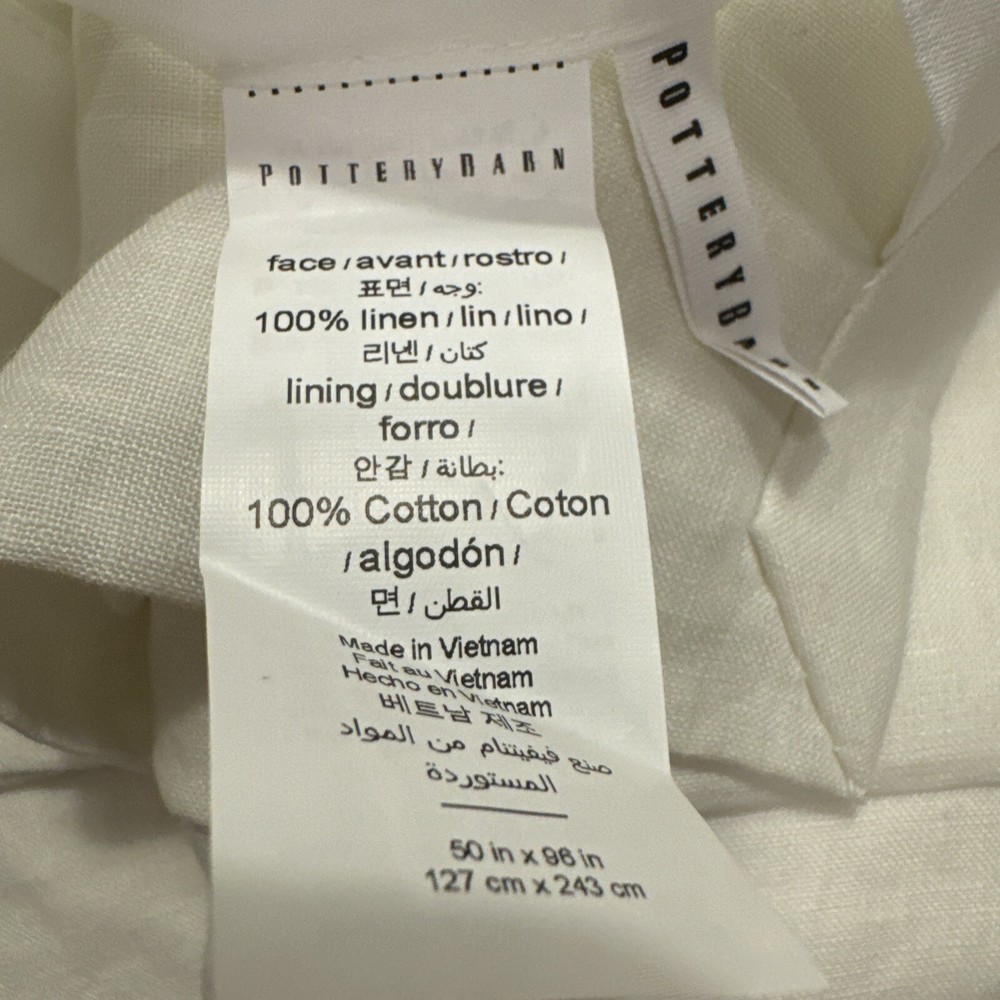 POTTERYBARN
face / avant / rostro /
표면 / وجه:
100% linen / lin / lino /
리넨 / كتان
lining / doublure /
forro /
안감 / بطانة:
100% Cotton / Coton
/ algodón /
면 / القطن
Made in Vietnam
Fait au Vietnam
Hecho en Vietnam
베트남 제조
صنع فيفيتنام من المواد
المستوردة
50 in x 96 in
127 cm x 243 cm
POTTERYBA